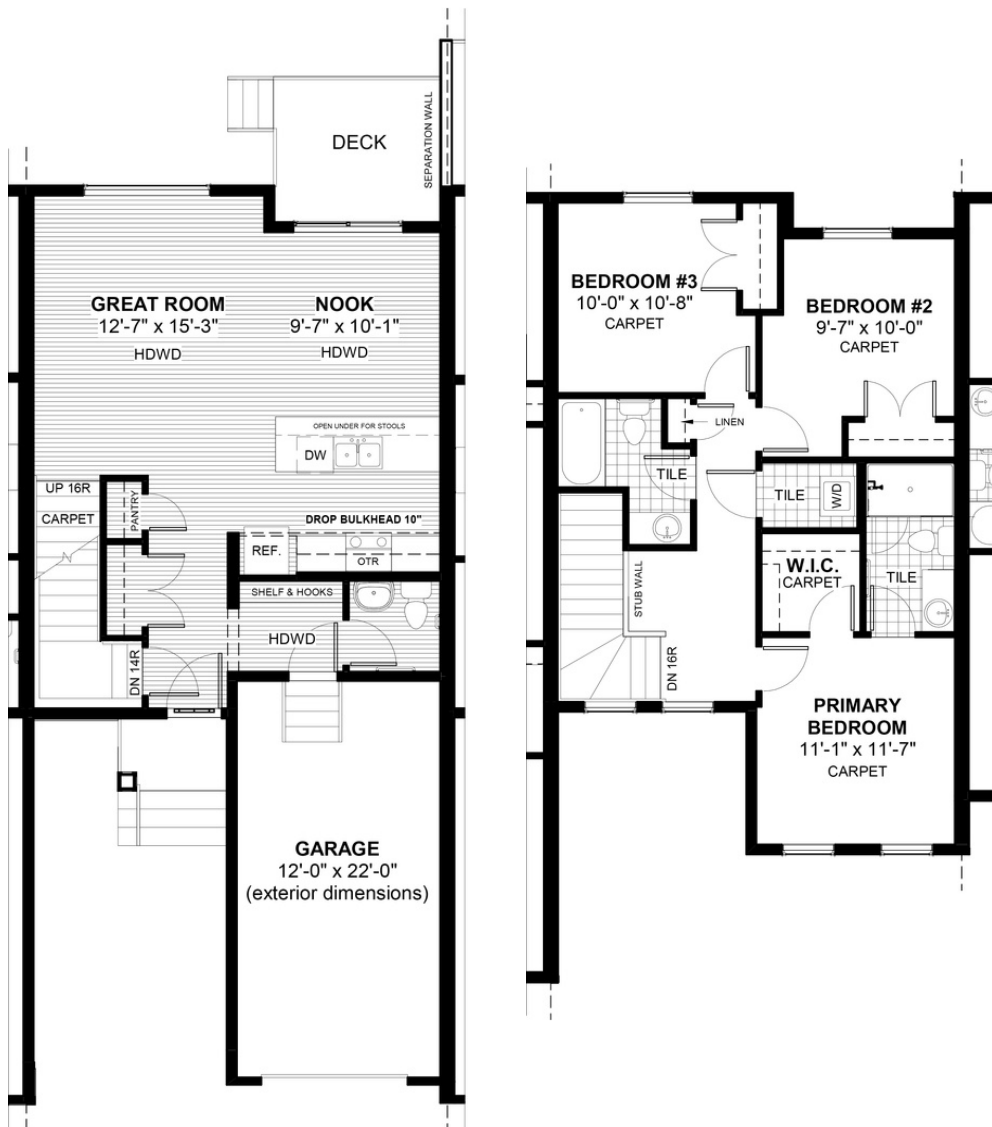 DECK
SEPARATION WALL
GREAT ROOM
12'-7" x 15'-3"
HDWD
NOOK
9'-7" x 10'-1"
HDWD
OPEN UNDER FOR STOOLS
DW
UP 16R
CARPET
PANTRY
DROP BULKHEAD 10"
REF.
OTR
SHELF & HOOKS
HDWD
DN 14R
GARAGE
12'-0" x 22'-0"
(exterior dimensions)
BEDROOM #3
10'-0" x 10'-8"
CARPET
BEDROOM #2
9'-7" x 10'-0"
CARPET
LINEN
TILE
TILE
W/D
W.I.C.
CARPET
TILE
STUB WALL
DN 16R
PRIMARY
BEDROOM
11'-1" x 11'-7"
CARPET